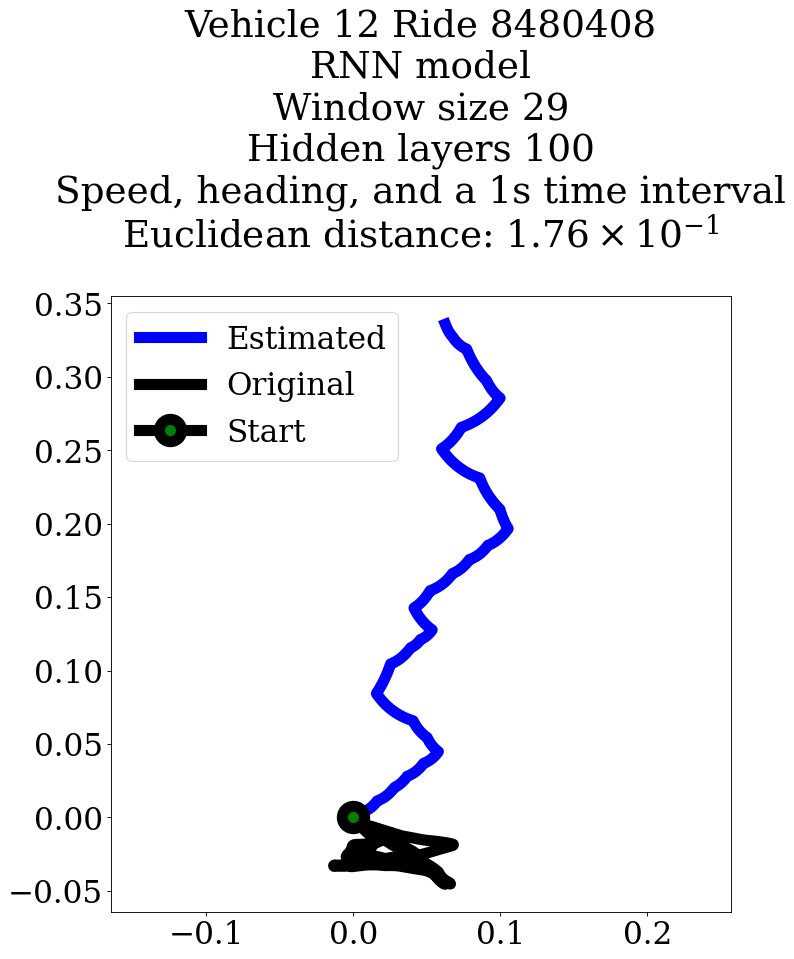 Vehicle 12 Ride 8480408
RNN model
Window size 29
Hidden layers 100
Speed, heading, and a 1s time interval
Euclidean distance: 1.76 × 10⁻¹
Estimated
Original
Start
0.35
0.30
0.25
0.20
0.15
0.10
0.05
0.00
−0.05
−0.1
0.0
0.1
0.2